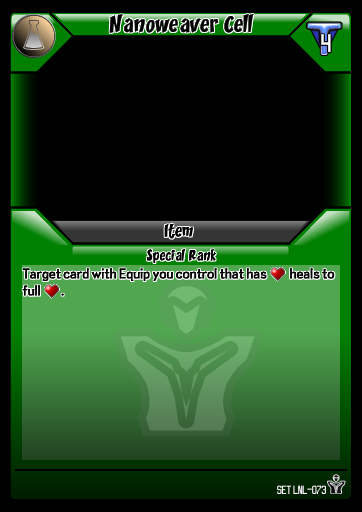 Nanoweaver Cell
4
Item
Special Rank
Target card with Equip you control that has ❤ heals to
full ❤.
SET LNL-073